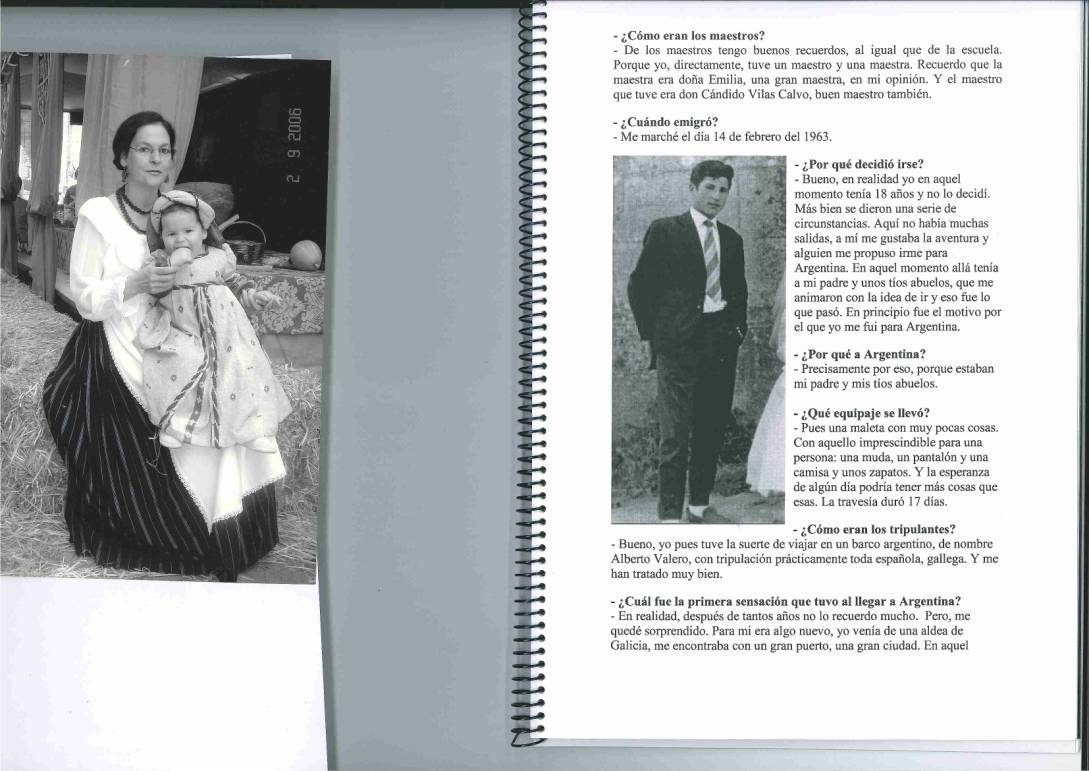 2 9 2006
- ¿Cómo eran los maestros?
- De los maestros tengo buenos recuerdos, al igual que de la escuela.
Porque yo, directamente, tuve un maestro y una maestra. Recuerdo que la
maestra era doña Emilia, una gran maestra, en mi opinión. Y el maestro
que tuve era don Cándido Vilas Calvo, buen maestro también.
- ¿Cuándo emigró?
- Me marché el día 14 de febrero del 1963.
- ¿Por qué decidió irse?
- Bueno, en realidad yo en aquel
momento tenía 18 años y no lo decidí.
Más bien se dieron una serie de
circunstancias. Aquí no había muchas
salidas, a mí me gustaba la aventura y
alguien me propuso irme para
Argentina. En aquel momento allá tenía
a mi padre y unos tíos abuelos, que me
animaron con la idea de ir y eso fue lo
que pasó. En principio fue el motivo por
el que yo me fui para Argentina.
- ¿Por qué a Argentina?
- Precisamente por eso, porque estaban
mi padre y mis tíos abuelos.
- ¿Qué equipaje se llevó?
- Pues una maleta con muy pocas cosas.
Con aquello imprescindible para una
persona: una muda, un pantalón y una
camisa y unos zapatos. Y la esperanza
de algún día podría tener más cosas que
esas. La travesía duró 17 días.
- ¿Cómo eran los tripulantes?
- Bueno, yo pues tuve la suerte de viajar en un barco argentino, de nombre
Alberto Valero, con tripulación prácticamente toda española, gallega. Y me
han tratado muy bien.
- ¿Cuál fue la primera sensación que tuvo al llegar a Argentina?
- En realidad, después de tantos años no lo recuerdo mucho. Pero, me
quedé sorprendido. Para mi era algo nuevo, yo venía de una aldea de
Galicia, me encontraba con un gran puerto, una gran ciudad. En aquel